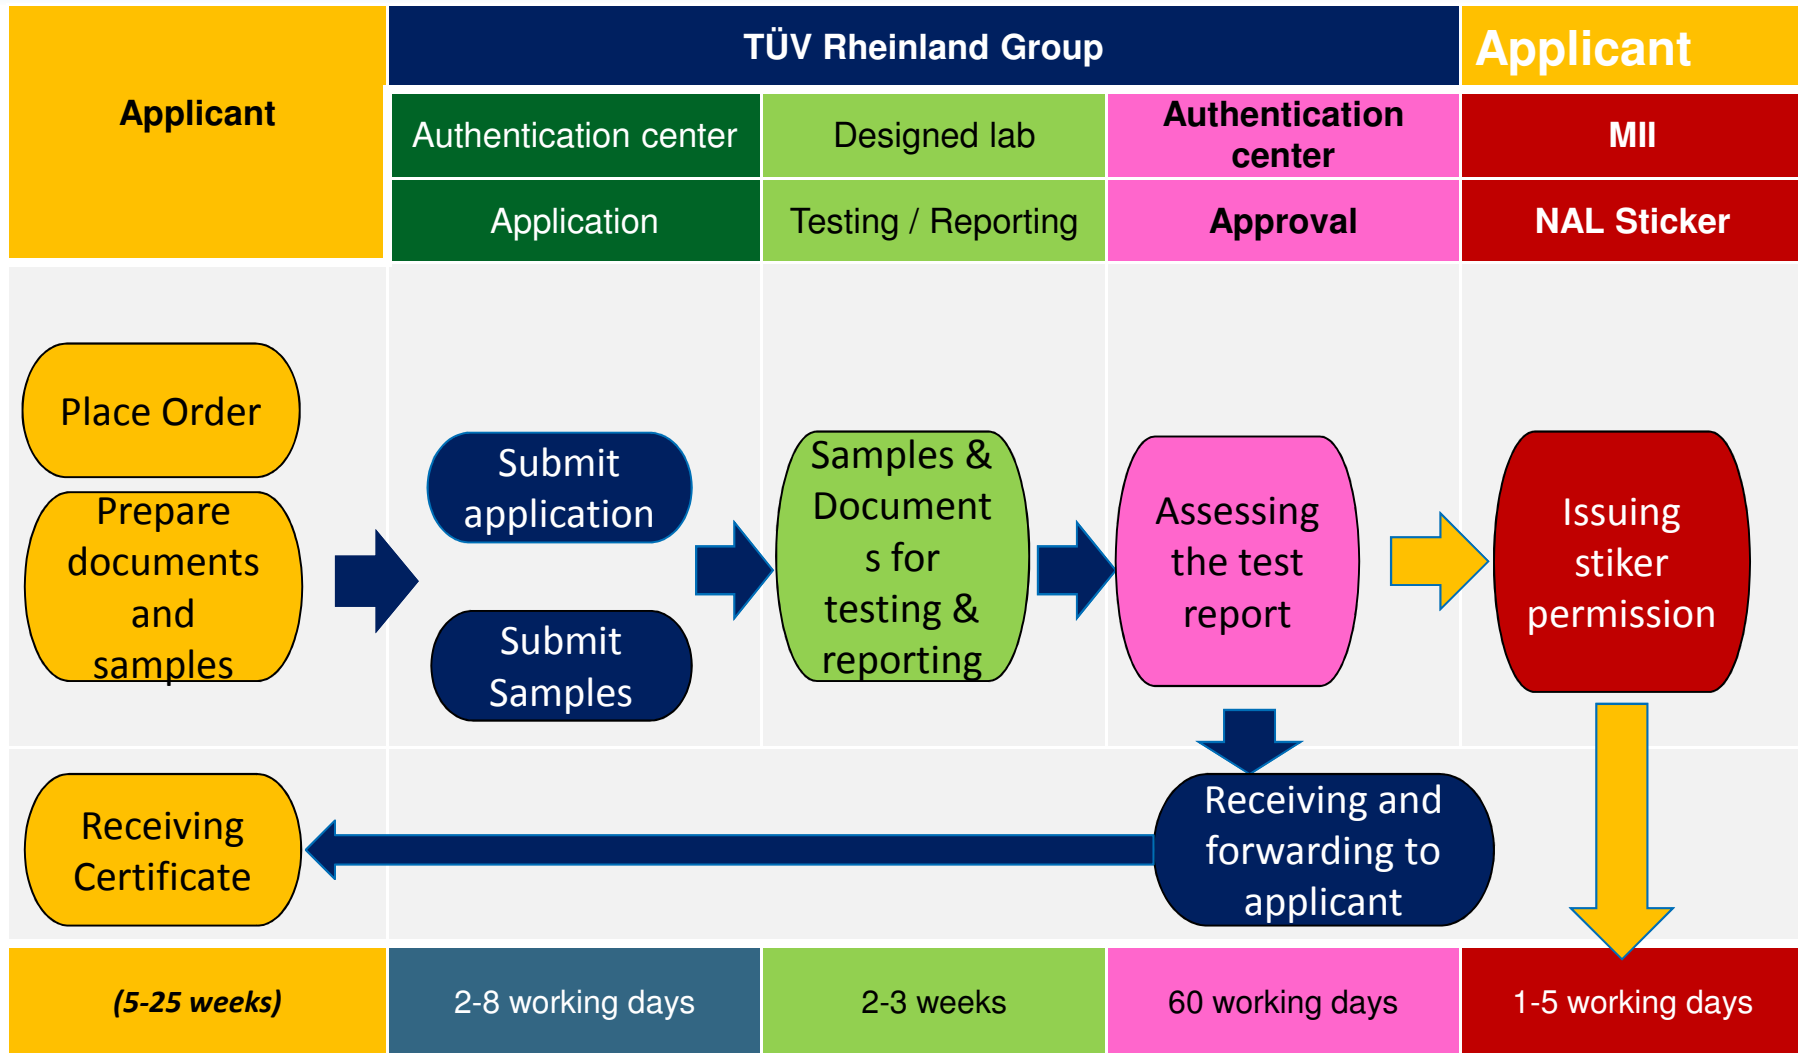 Applicant
TÜV Rheinland Group
Applicant
Authentication center
Designed lab
Authentication
center
MII
Application
Testing / Reporting
Approval
NAL Sticker
Place Order
Prepare
documents
and
samples
Submit
application
Submit
Samples
Samples &
Document
s for
testing &
reporting
Assessing
the test
report
Issuing
stiker
permission
Receiving
Certificate
Receiving and
forwarding to
applicant
(5-25 weeks)
2-8 working days
2-3 weeks
60 working days
1-5 working days